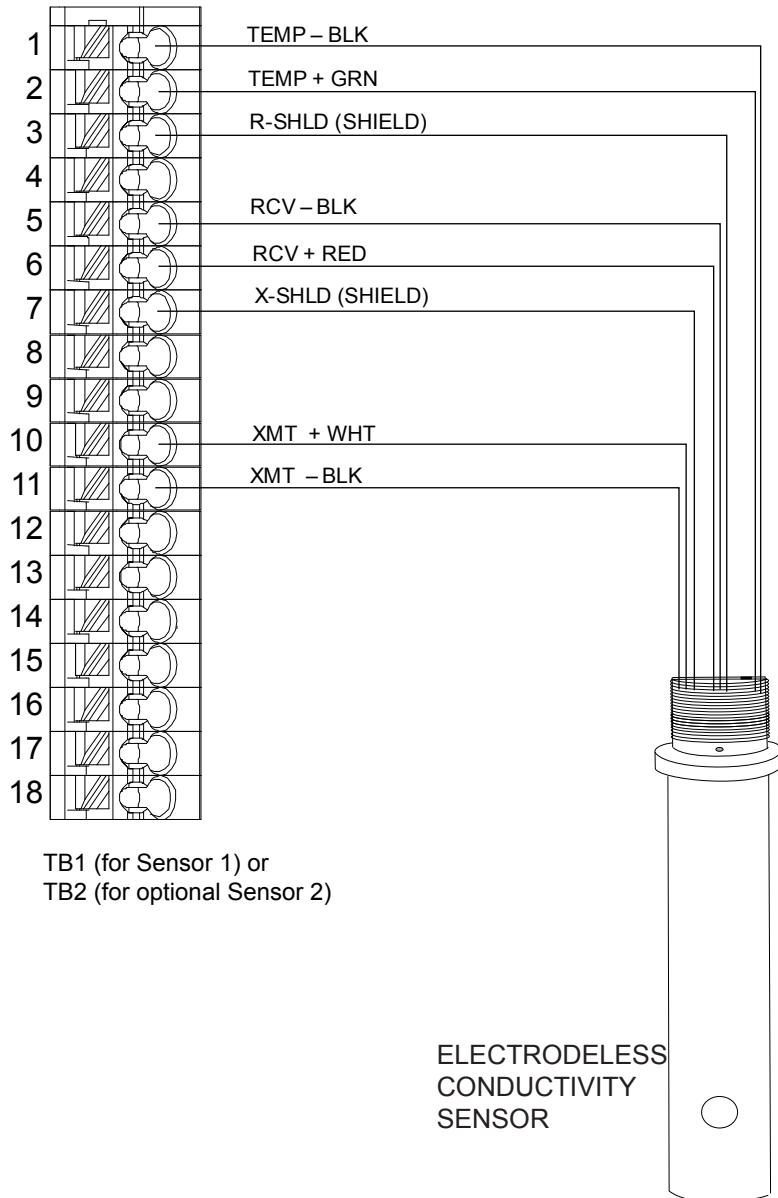 1 TEMP – BLK
2 TEMP + GRN
3 R-SHLD (SHIELD)
4
5 RCV – BLK
6 RCV + RED
7 X-SHLD (SHIELD)
8
9
10 XMT + WHT
11 XMT – BLK
12
13
14
15
16
17
18
TB1 (for Sensor 1) or
TB2 (for optional Sensor 2)
ELECTRODELESS
CONDUCTIVITY
SENSOR